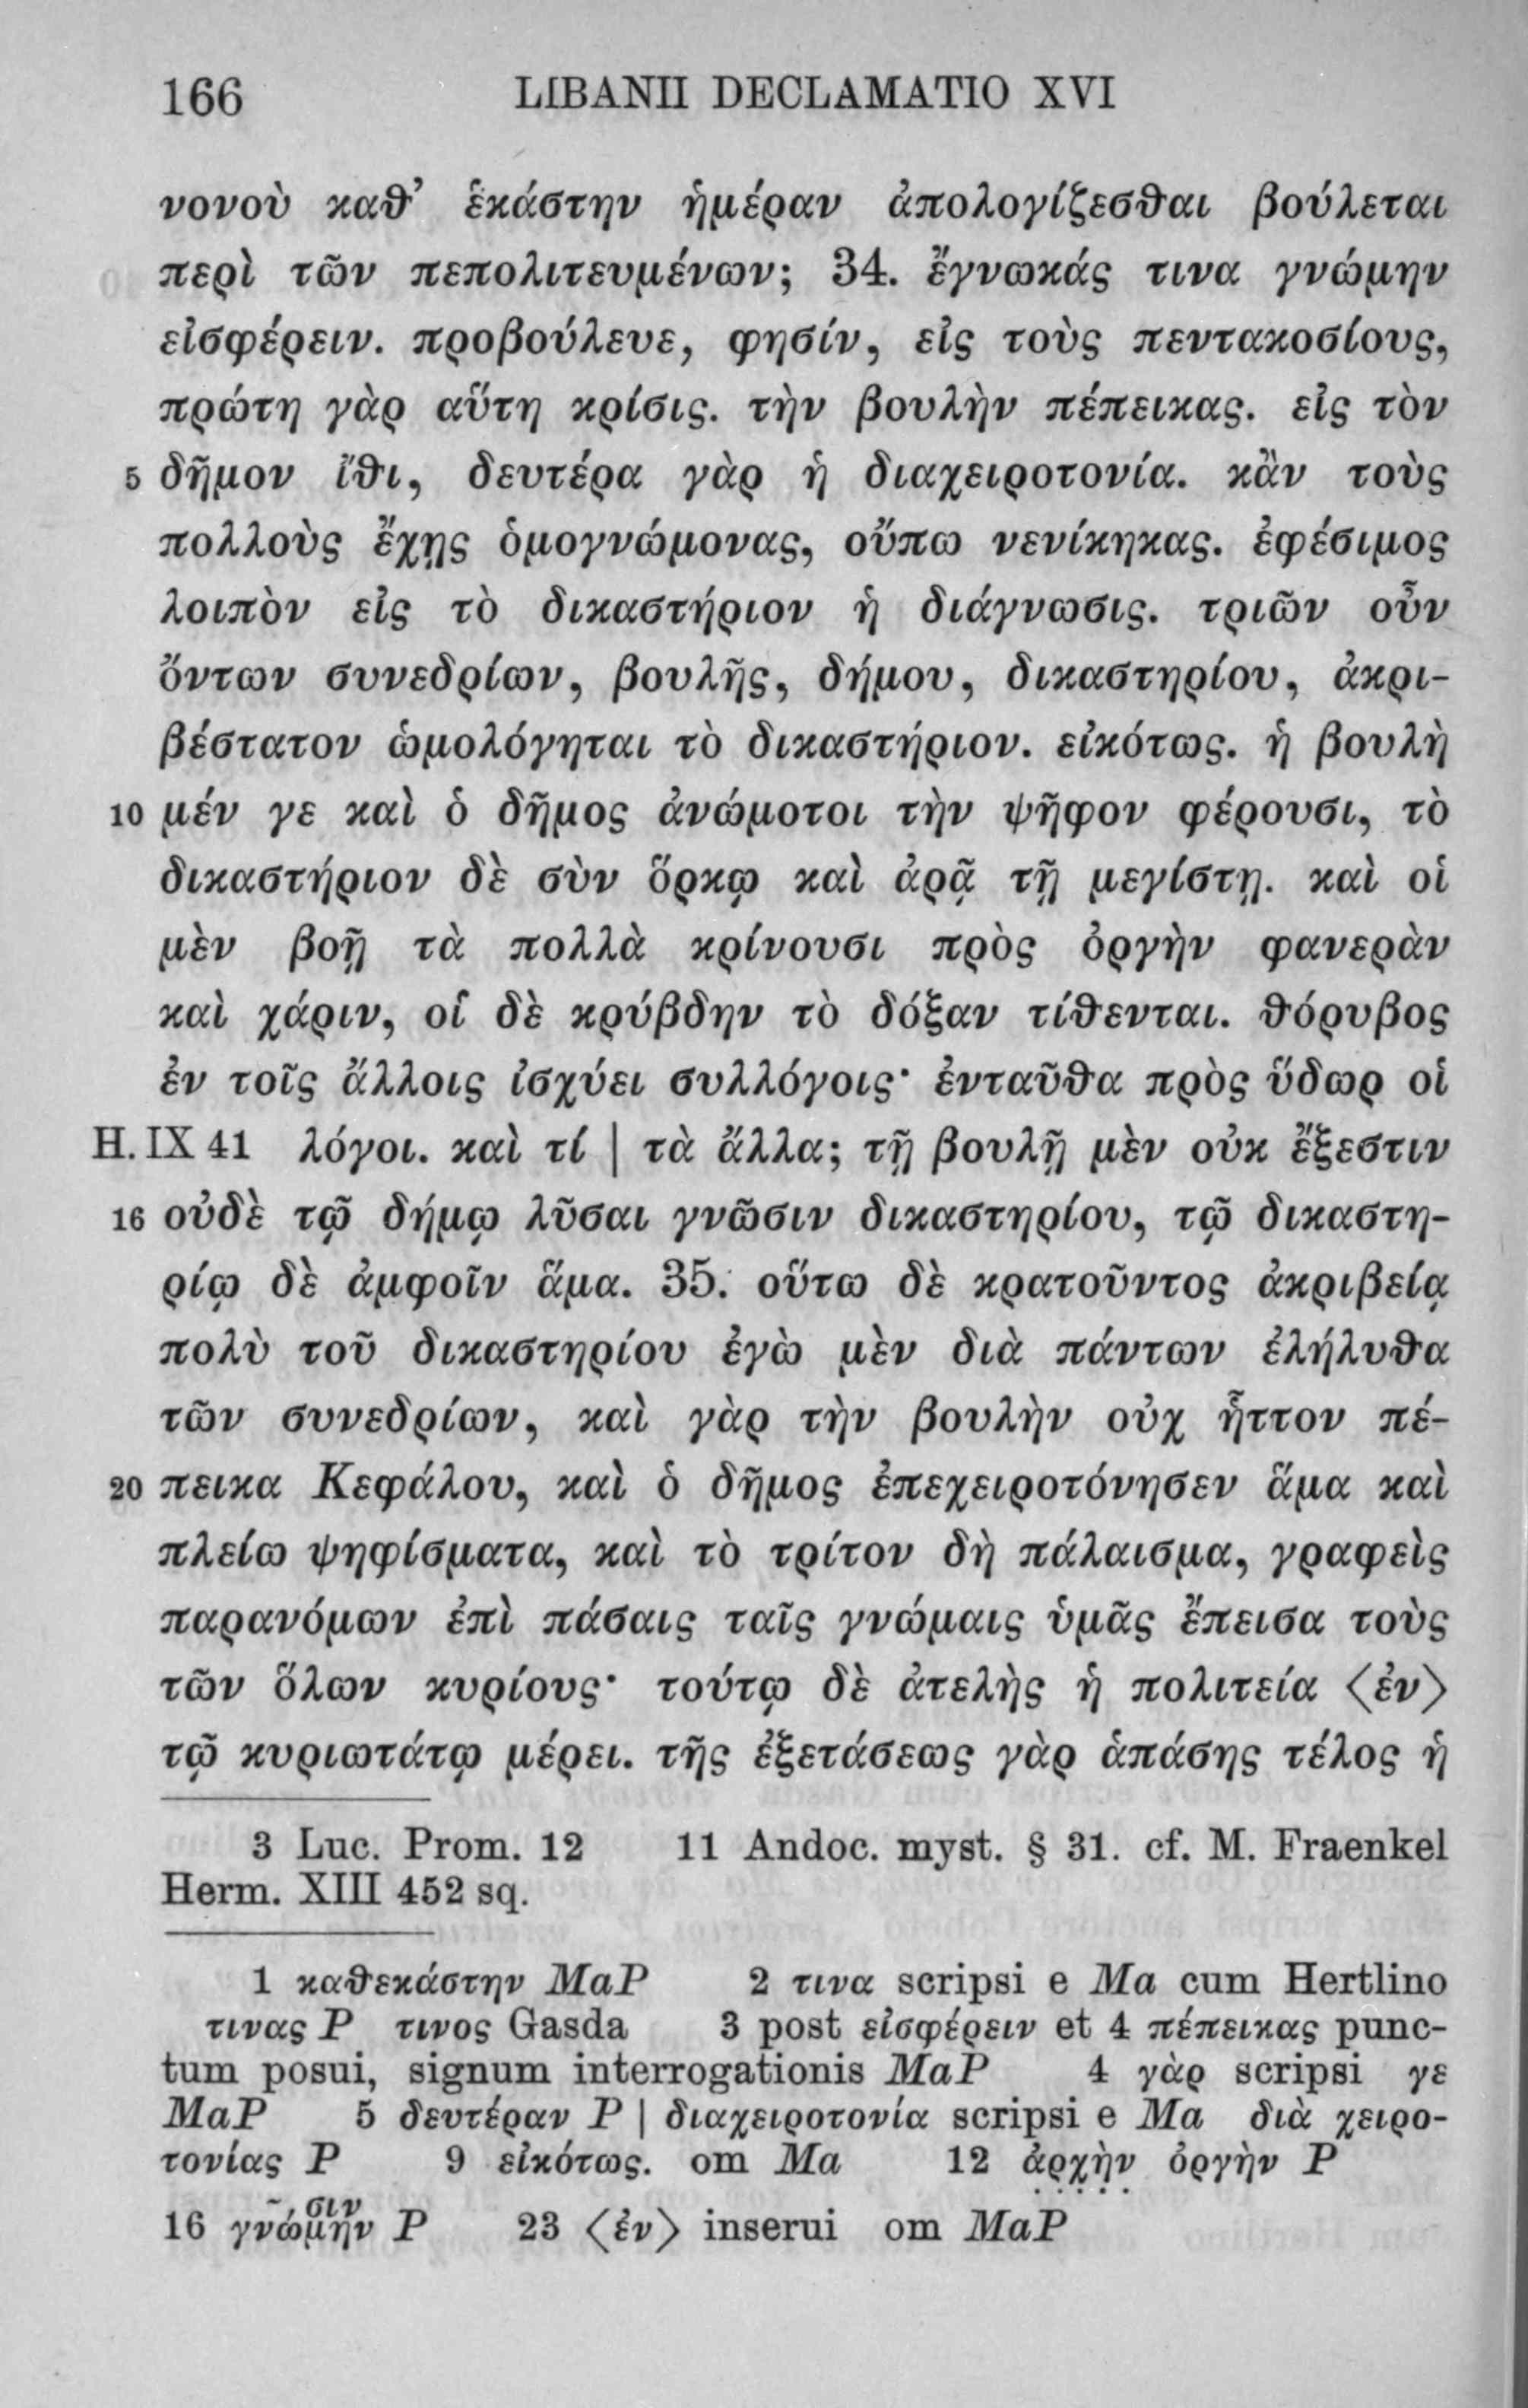 166 LIBANII DECLAMATIO XVI
νονοὺ καθ’ ἑκάστην ἡμέραν ἀπολογίζεσθαι βούλεται
περὶ τῶν πεπολιτευμένων; 34. ἔγνωκάς τινα γνώμην
εἰσφέρειν. προβούλευε, φησίν, εἰς τοὺς πεντακοσίους,
πρώτη γὰρ αὕτη κρίσις. τὴν βουλὴν πέπεικας. εἰς τὸν
5 δῆμον ἴθι, δευτέρα γὰρ ἡ διαχειροτονία. κἂν τοὺς
πολλοὺς ἔχῃς ὁμογνώμονας, οὔπω νενίκηκας. ἐφέσιμος
λοιπὸν εἰς τὸ δικαστήριον ἡ διάγνωσις. τριῶν οὖν
ὄντων συνεδρίων, βουλῆς, δήμου, δικαστηρίου, ἀκρι-
βέστατον ὡμολόγηται τὸ δικαστήριον. εἰκότως. ἡ βουλὴ
10 μέν γε καὶ ὁ δῆμος ἀνώμοτοι τὴν ψῆφον φέρουσι, τὸ
δικαστήριον δὲ σὺν ὅρκῳ καὶ ἀρᾷ τῇ μεγίστῃ. καὶ οἱ
μὲν βοῇ τὰ πολλὰ κρίνουσι πρὸς ὀργὴν φανερὰν
καὶ χάριν, οἱ δὲ κρύβδην τὸ δόξαν τίθενται. θόρυβος
ἐν τοῖς ἄλλοις ἰσχύει συλλόγοις· ἐνταῦθα πρὸς ὕδωρ οἱ
H. IX 41 λόγοι. καὶ τί | τὰ ἄλλα; τῇ βουλῇ μὲν οὐκ ἔξεστιν
16 οὐδὲ τῷ δήμῳ λῦσαι γνῶσιν δικαστηρίου, τῷ δικαστη-
ρίῳ δὲ ἀμφοῖν ἅμα. 35. οὕτω δὲ κρατοῦντος ἀκριβείᾳ
πολὺ τοῦ δικαστηρίου ἐγὼ μὲν διὰ πάντων ἐλήλυθα
τῶν συνεδρίων, καὶ γὰρ τὴν βουλὴν οὐχ ἧττον πέ-
20 πεικα Κεφάλου, καὶ ὁ δῆμος ἐπεχειροτόνησεν ἅμα καὶ
πλείω ψηφίσματα, καὶ τὸ τρίτον δὴ πάλαισμα, γραφεὶς
παρανόμων ἐπὶ πάσαις ταῖς γνώμαις ὑμᾶς ἔπεισα τοὺς
τῶν ὅλων κυρίους· τούτῳ δὲ ἀτελὴς ἡ πολιτεία ⟨ἐν⟩
τῷ κυριωτάτῳ μέρει. τῆς ἐξετάσεως γὰρ ἁπάσης τέλος ἡ
3 Luc. Prom. 12 11 Andoc. myst. § 31. cf. M. Fraenkel
Herm. XIII 452 sq.
1 καθεκάστην MaP 2 τινα scripsi e Ma cum Hertlino
τινας P τινος Gasda 3 post εἰσφέρειν et 4 πέπεικας punc-
tum posui, signum interrogationis MaP 4 γὰρ scripsi γε
MaP 5 δευτέραν P | διαχειροτονία scripsi e Ma διὰ χειρο-
τονίας P 9 εἰκότως. om Ma 12 ἀρχὴν ὀργὴν P
16 γνώμην σιν P 23 ⟨ἐν⟩ inserui om MaP